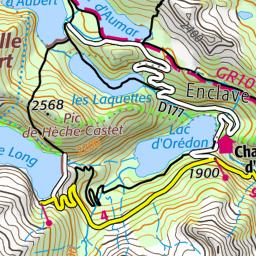 à Aubert
d'Aumar
lle
rt
GR10
2568
les Laquettes
Enclave
D177
Pic
de Hèche Castet
Lac
d'Orédon
Cha
d'
le Long
1900
4